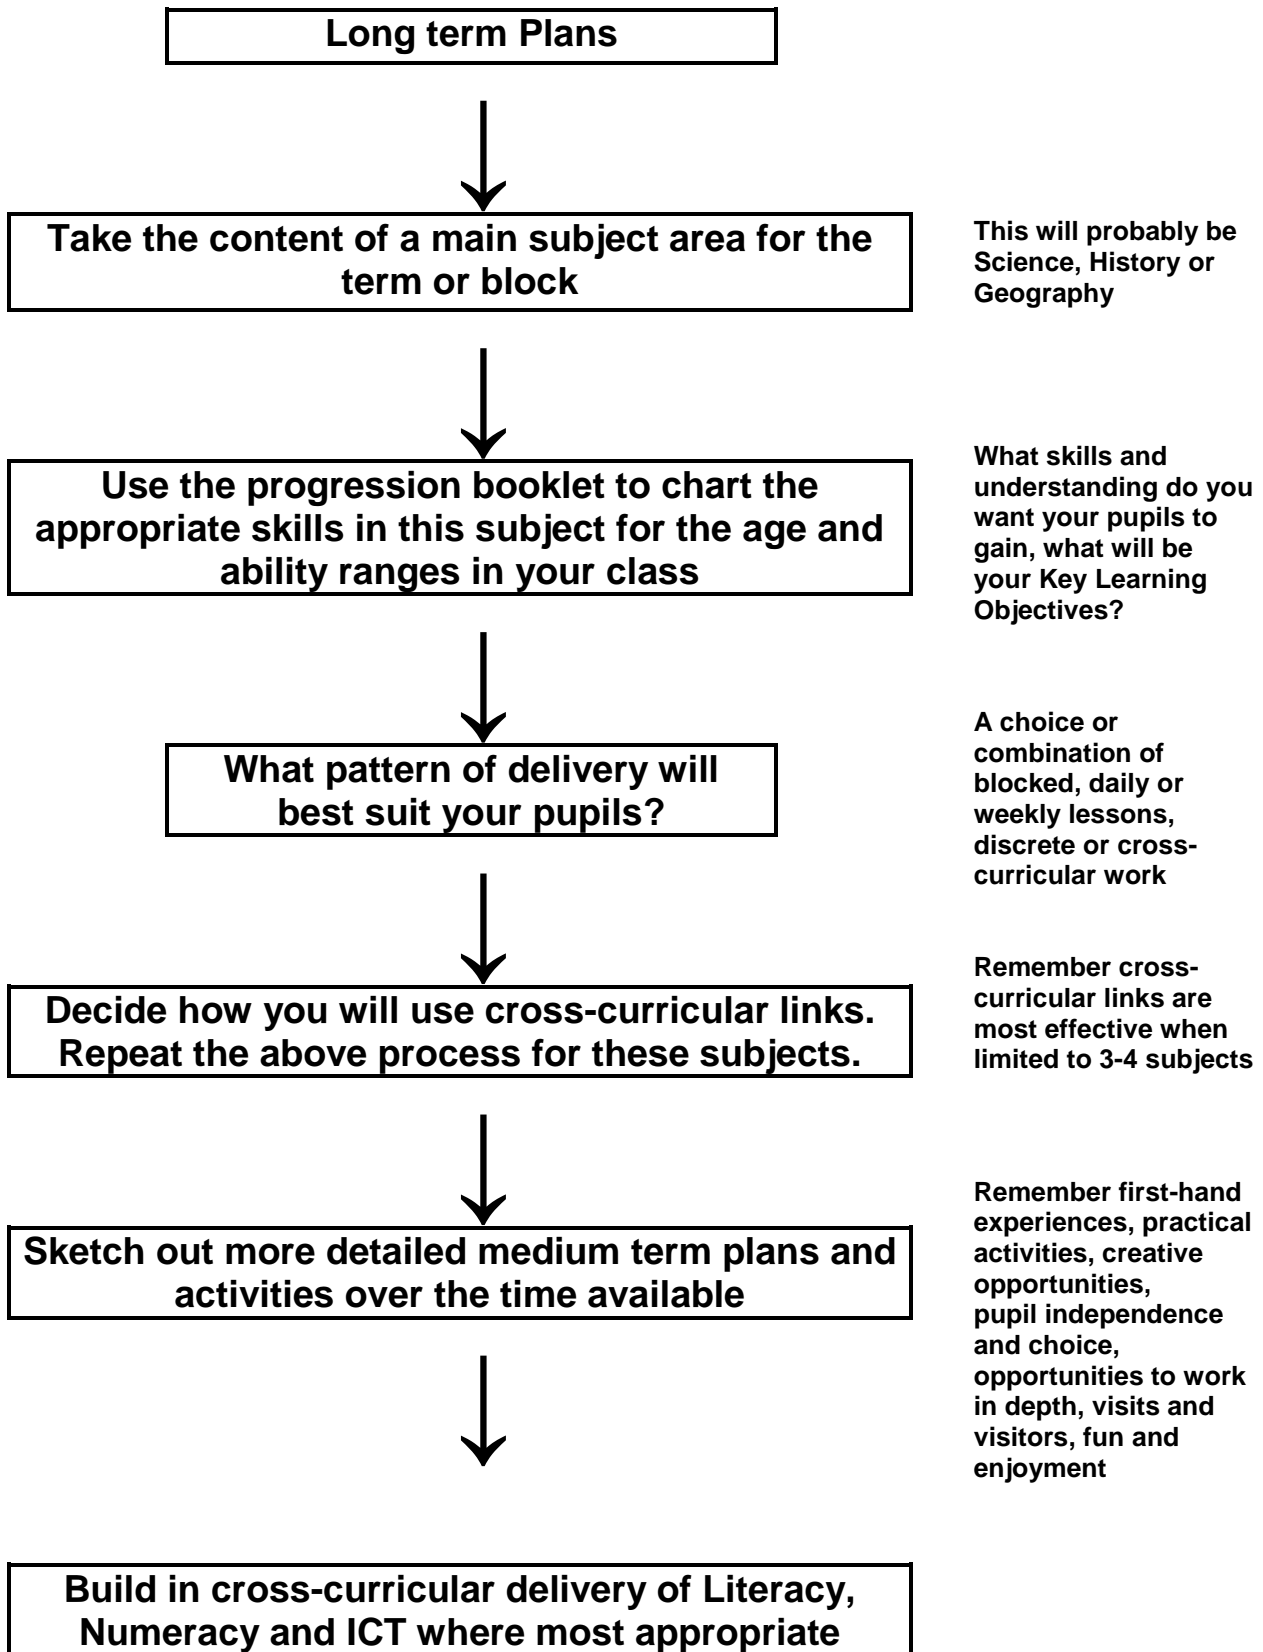 Long term Plans
Take the content of a main subject area for the
term or block
This will probably be
Science, History or
Geography
Use the progression booklet to chart the
appropriate skills in this subject for the age and
ability ranges in your class
What skills and
understanding do you
want your pupils to
gain, what will be
your Key Learning
Objectives?
What pattern of delivery will
best suit your pupils?
A choice or
combination of
blocked, daily or
weekly lessons,
discrete or cross-
curricular work
Decide how you will use cross-curricular links.
Repeat the above process for these subjects.
Remember cross-
curricular links are
most effective when
limited to 3-4 subjects
Sketch out more detailed medium term plans and
activities over the time available
Remember first-hand
experiences, practical
activities, creative
opportunities,
pupil independence
and choice,
opportunities to work
in depth, visits and
visitors, fun and
enjoyment
Build in cross-curricular delivery of Literacy,
Numeracy and ICT where most appropriate